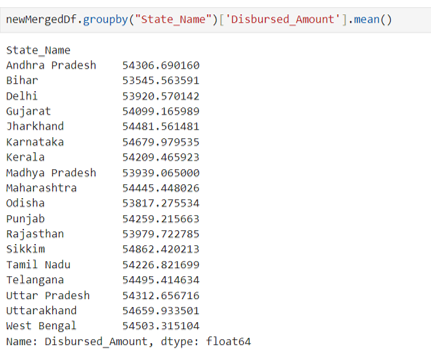 newMergedDf.groupby("State_Name")['Disbursed_Amount'].mean()
State_Name
Andhra Pradesh    54306.690160
Bihar             53545.563591
Delhi             53920.570142
Gujarat           54099.165989
Jharkhand         54481.561481
Karnataka         54679.979535
Kerala            54209.465923
Madhya Pradesh    53939.065000
Maharashtra       54445.448026
Odisha            53817.275534
Punjab            54259.215663
Rajasthan         53979.722785
Sikkim            54862.420213
Tamil Nadu        54226.821699
Telangana         54495.414634
Uttar Pradesh     54312.656716
Uttarakhand       54659.933501
West Bengal       54503.315104
Name: Disbursed_Amount, dtype: float64